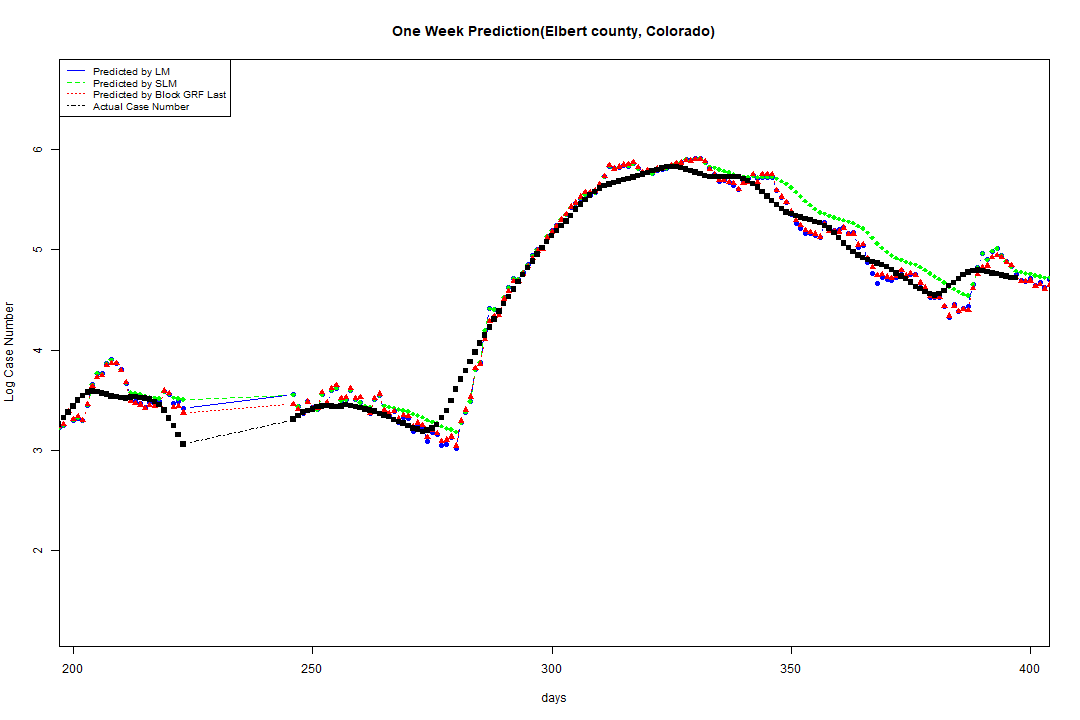 One Week Prediction(Elbert county, Colorado)
Predicted by LM
Predicted by SLM
Predicted by Block GRF Last
Actual Case Number
Log Case Number
6
5
4
3
2
200
250
300
350
400
days